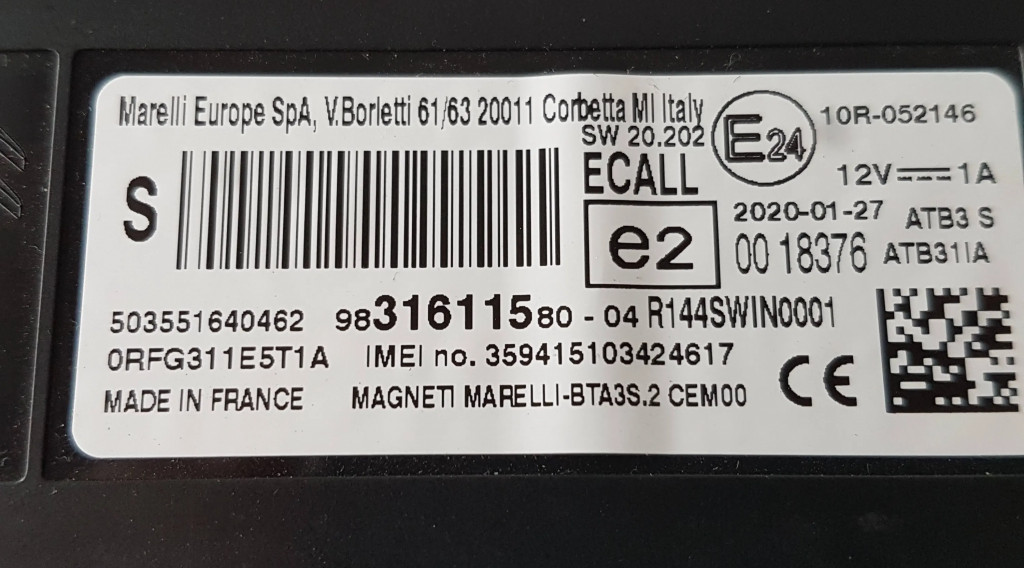 Marelli Europe SpA, V.Borletti 61/63 20011 Corbetta MI Italy
SW 20.202
E24
10R-052146
ECALL
12V 1A
S
e2
2020-01-27
ATB3 S
00 18376
ATB311A
503551640462 9831611580 - 04 R144SWIN0001
0RFG311E5T1A IMEI no. 359415103424617
CE
MADE IN FRANCE MAGNETI MARELLI-BTA3S.2 CEM00